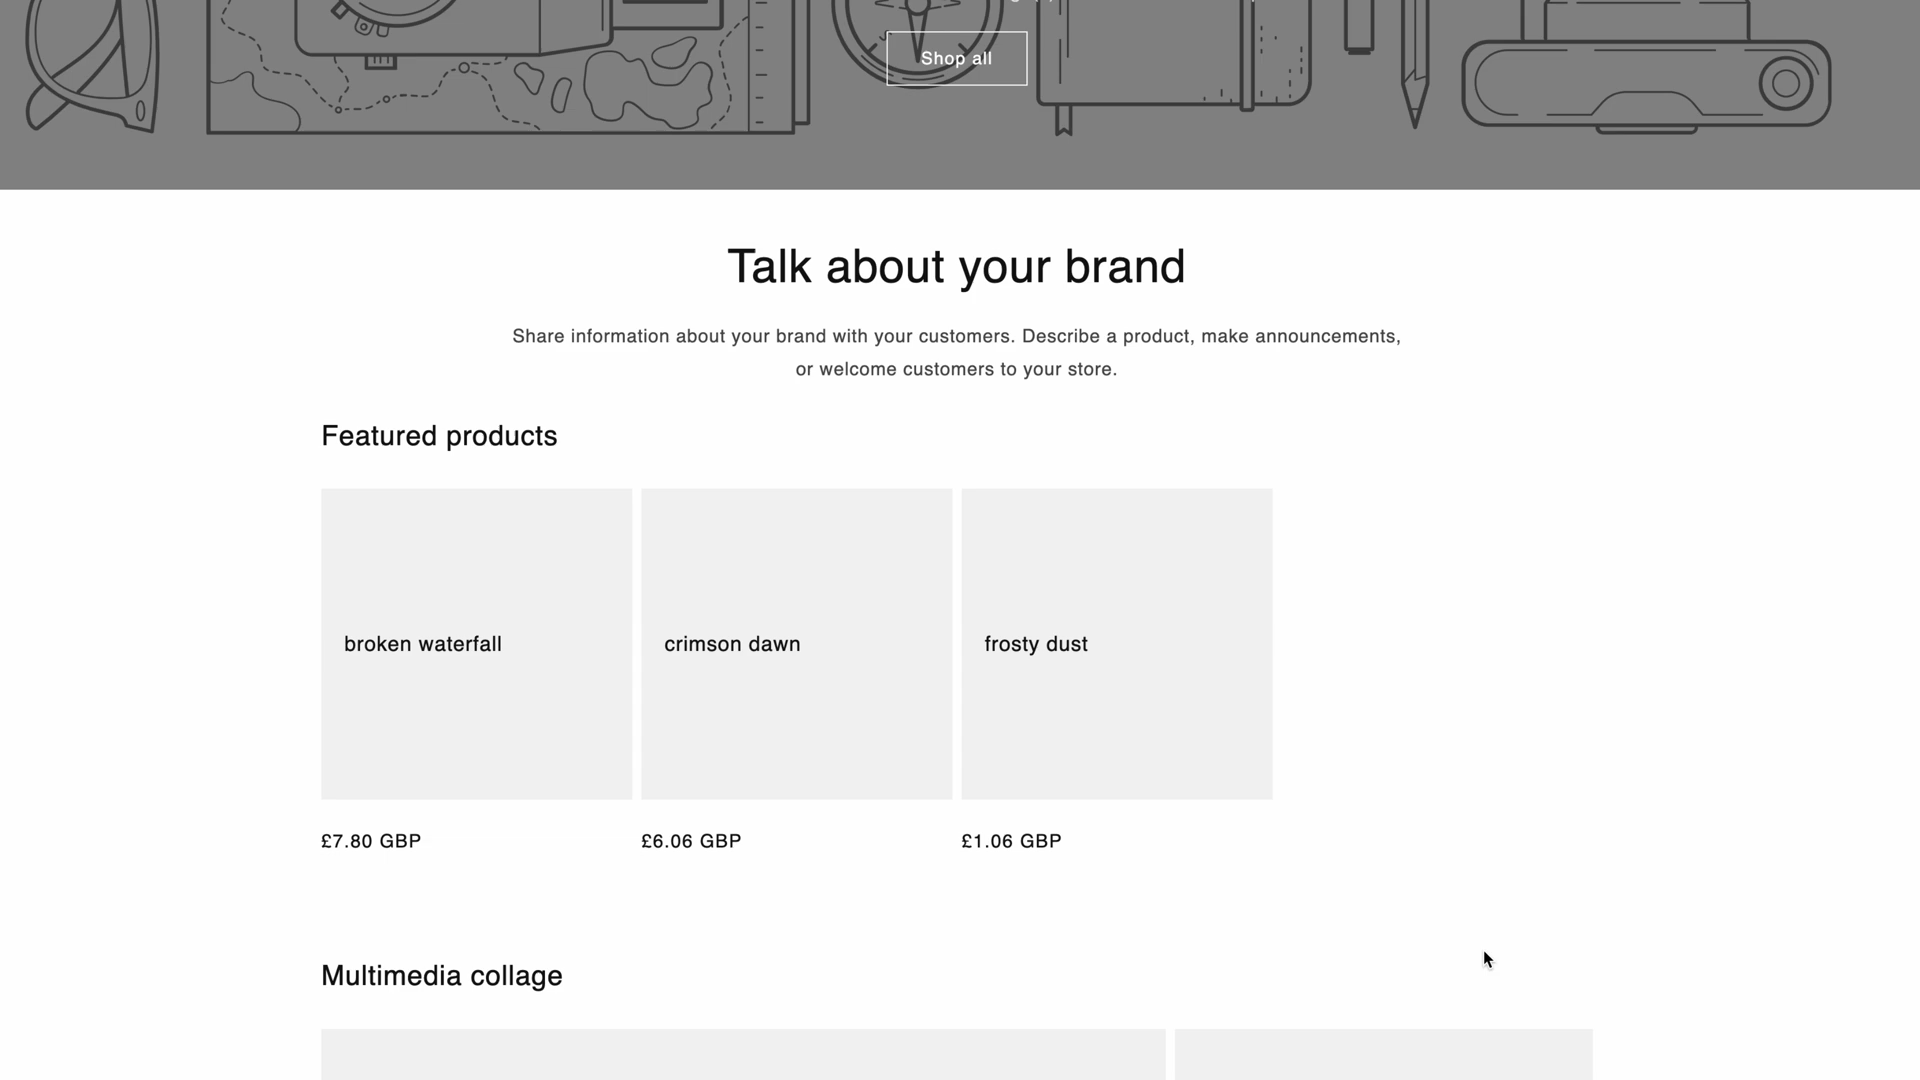 Shop all
Talk about your brand
Share information about your brand with your customers. Describe a product, make announcements,
or welcome customers to your store.
Featured products
broken waterfall
crimson dawn
frosty dust
£7.80 GBP
£6.06 GBP
£1.06 GBP
Multimedia collage